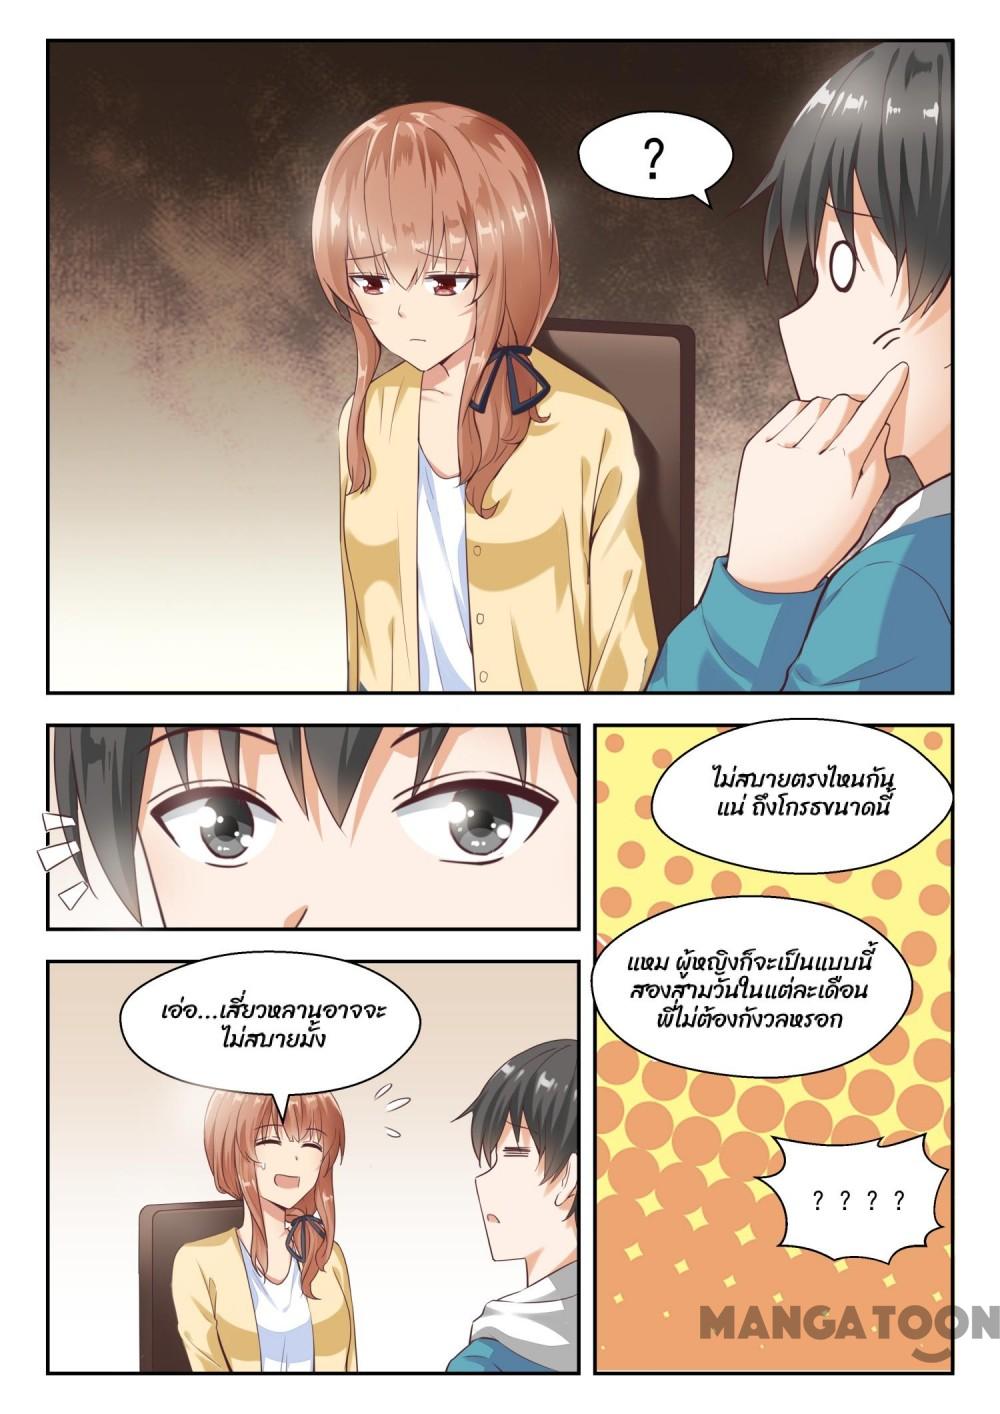 ?
ไม่สบายตรงไหนกัน
แน่ ถึงโกรธขนาดนี้
แหม ผู้หญิงก็จะเป็นแบบนี้
สองสามวันในแต่ละเดือน
พี่ไม่ต้องกังวลหรอก
เอ่อ...เสี่ยวหลานอาจจะ
ไม่สบายมั้ง
? ? ? ?
MANGATOON